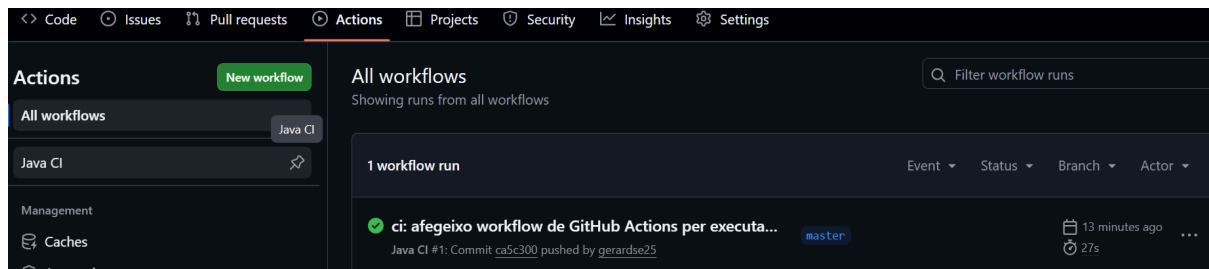 Code Issues Pull requests Actions Projects Security Insights Settings
Actions
New workflow
All workflows
Java CI
Java CI
Management
Caches
All workflows
Showing runs from all workflows
Filter workflow runs
1 workflow run
Event Status Branch Actor
ci: afegeixo workflow de GitHub Actions per executa...
master
13 minutes ago
Java CI #1: Commit ca5c300 pushed by gerardse25
27s